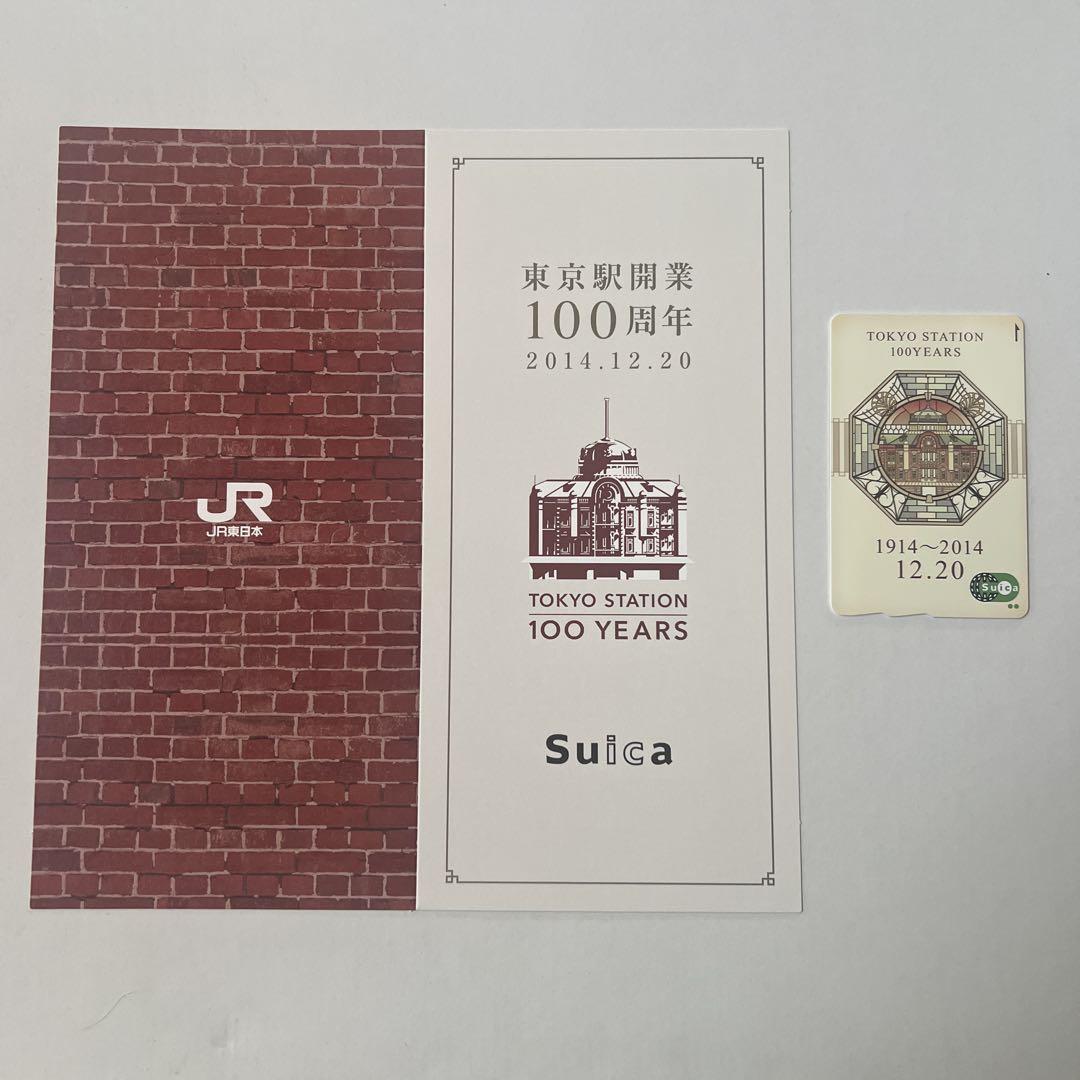 JR
JR東日本
東京駅開業
100周年
2014.12.20
TOKYO STATION
100 YEARS
Suica
TOKYO STATION
100YEARS
1914～2014
12.20
Suica